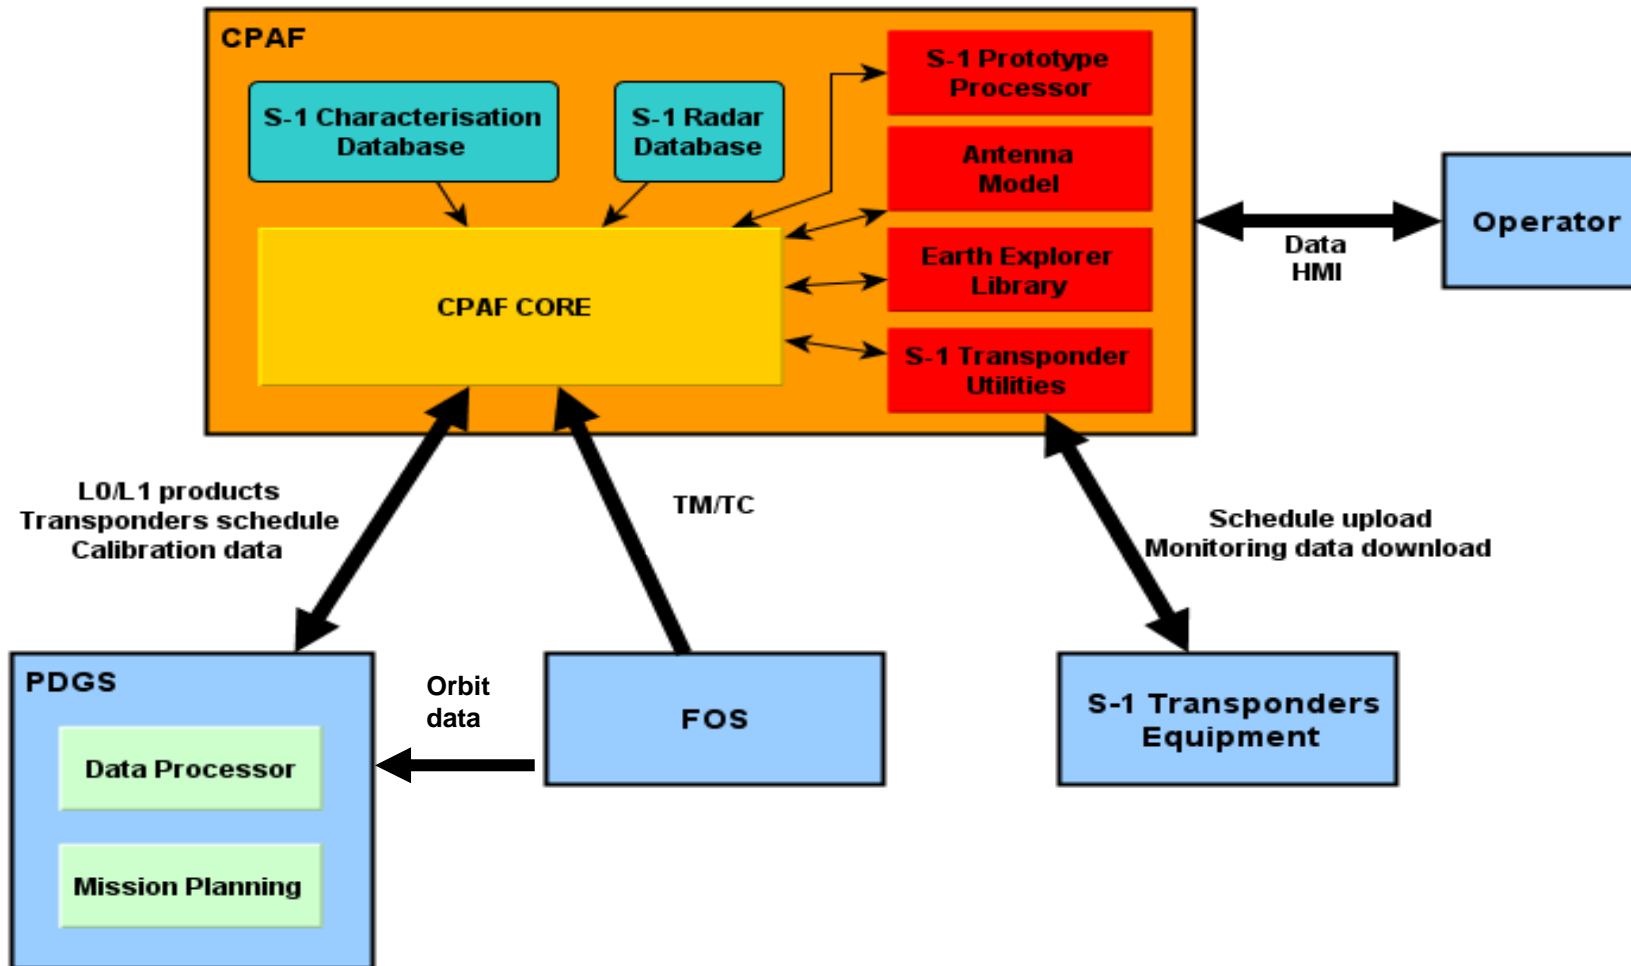 CPAF
S-1 Characterisation
Database
S-1 Radar
Database
S-1 Prototype
Processor
Antenna
Model
Earth Explorer
Library
S-1 Transponder
Utilities
CPAF CORE
Data
HMI
Operator
L0/L1 products
Transponders schedule
Calibration data
TM/TC
Schedule upload
Monitoring data download
PDGS
Data Processor
Mission Planning
Orbit
data
FOS
S-1 Transponders
Equipment